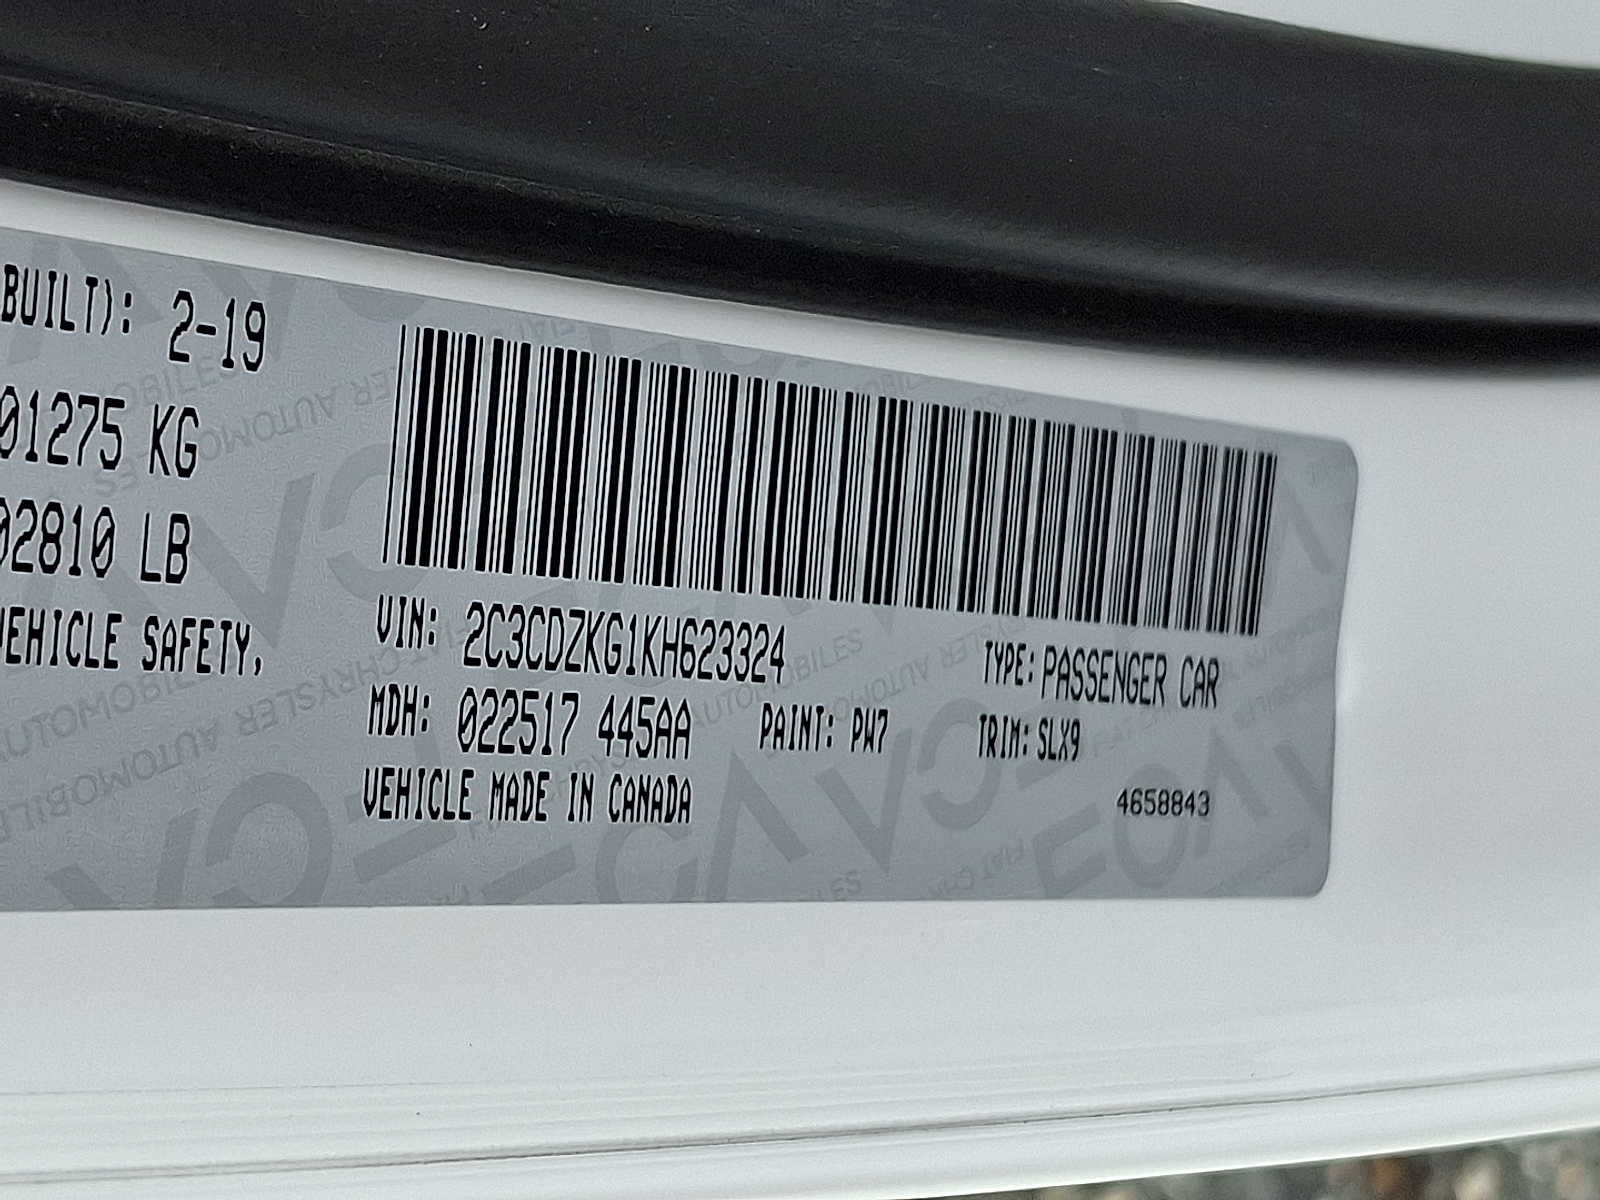 BUILT): 2-19
01275 KG
02810 LB
VEHICLE SAFETY,
VIN: 2C3CDZKG1KH623324
TYPE: PASSENGER CAR
MDH: 022517 445AA
PAINT: PW7
TRIM: SLX9
VEHICLE MADE IN CANADA
4658843